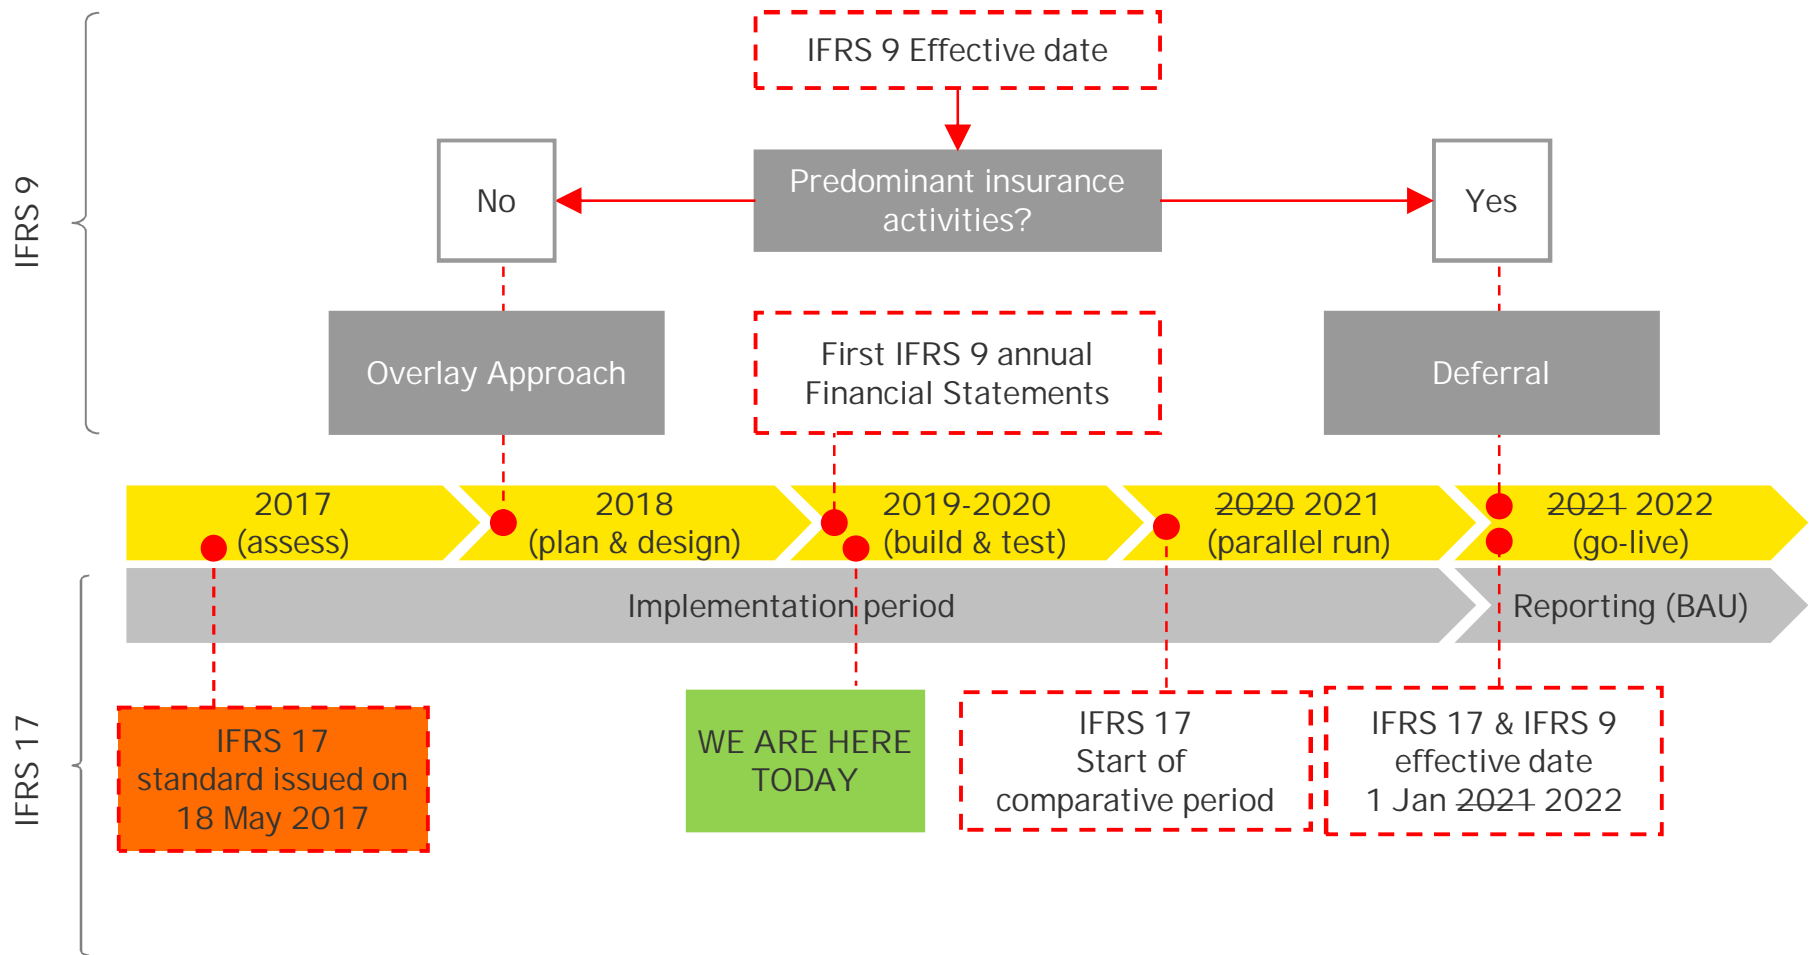 IFRS 9
IFRS 9 Effective date
No
Predominant insurance
activities?
Yes
Overlay Approach
First IFRS 9 annual
Financial Statements
Deferral
2017
(assess)
2018
(plan & design)
2019-2020
(build & test)
2020 2021
(parallel run)
2021 2022
(go-live)
Implementation period
Reporting (BAU)
IFRS 17
IFRS 17
standard issued on
18 May 2017
WE ARE HERE
TODAY
IFRS 17
Start of
comparative period
IFRS 17 & IFRS 9
effective date
1 Jan 2021 2022